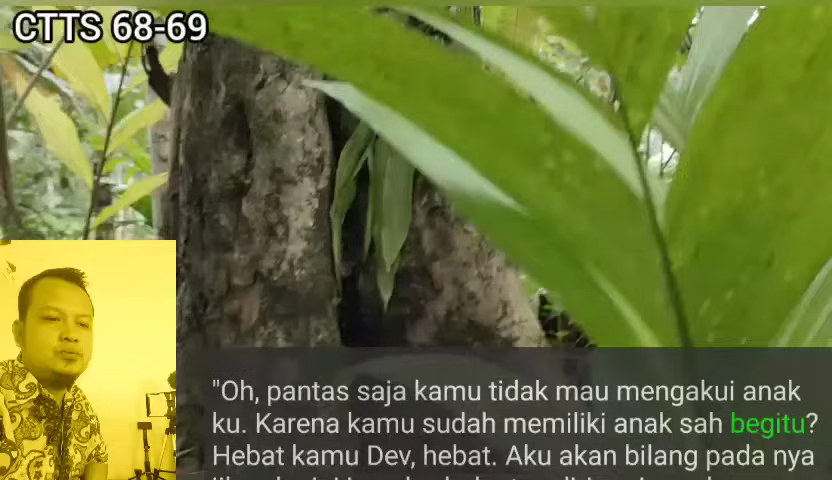 CTTS 68-69
"Oh, pantas saja kamu tidak mau mengakui anak
ku. Karena kamu sudah memiliki anak sah begitu?
Hebat kamu Dev, hebat. Aku akan bilang pada nya